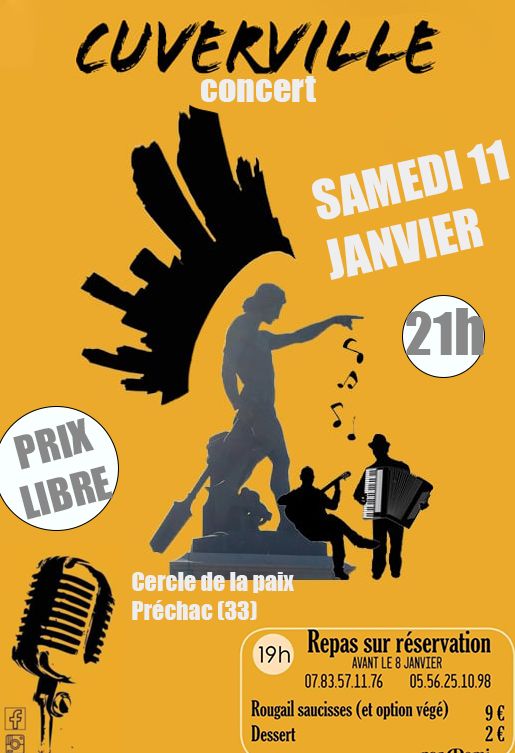 CUVERVILLE
concert
SAMEDI 11
JANVIER
21h
PRIX
LIBRE
Cercle de la paix
Préchac (33)
19h
Repas sur réservation
AVANT LE 8 JANVIER
07.83.57.11.76 05.56.25.10.98
Rougail saucisses (et option végé) 9€
Dessert 2€